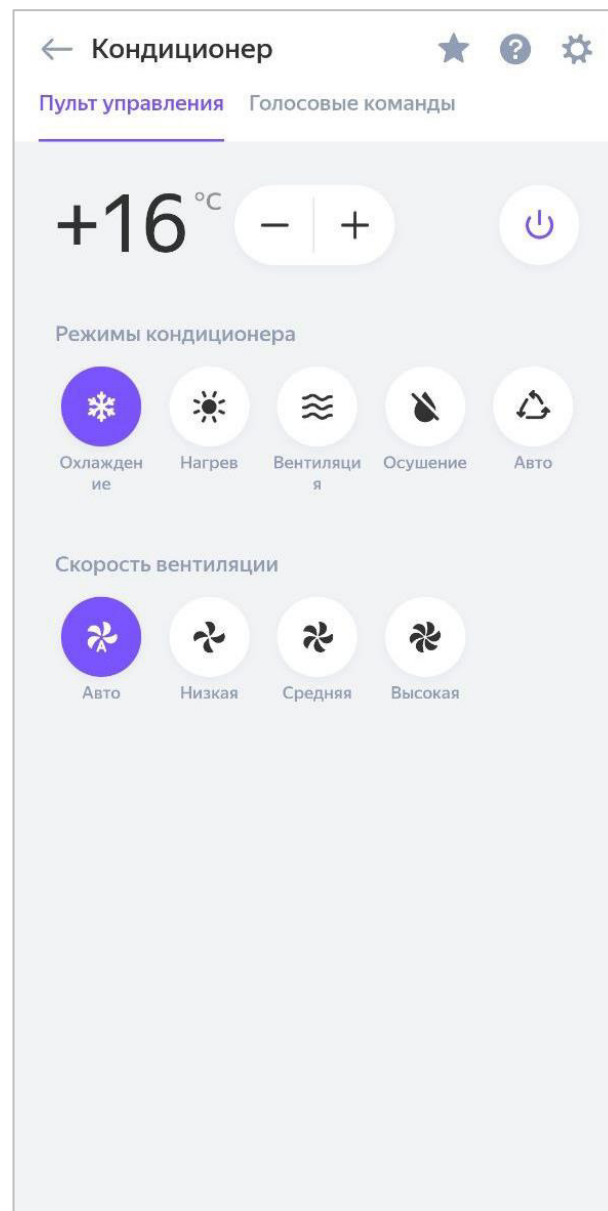 Кондиционер
Пульт управления Голосовые команды
+16 °C − +
Режимы кондиционера
Охлажден
ие
Нагрев
Вентиляци
я
Осушение
Авто
Скорость вентиляции
A
Авто Низкая Средняя Высокая